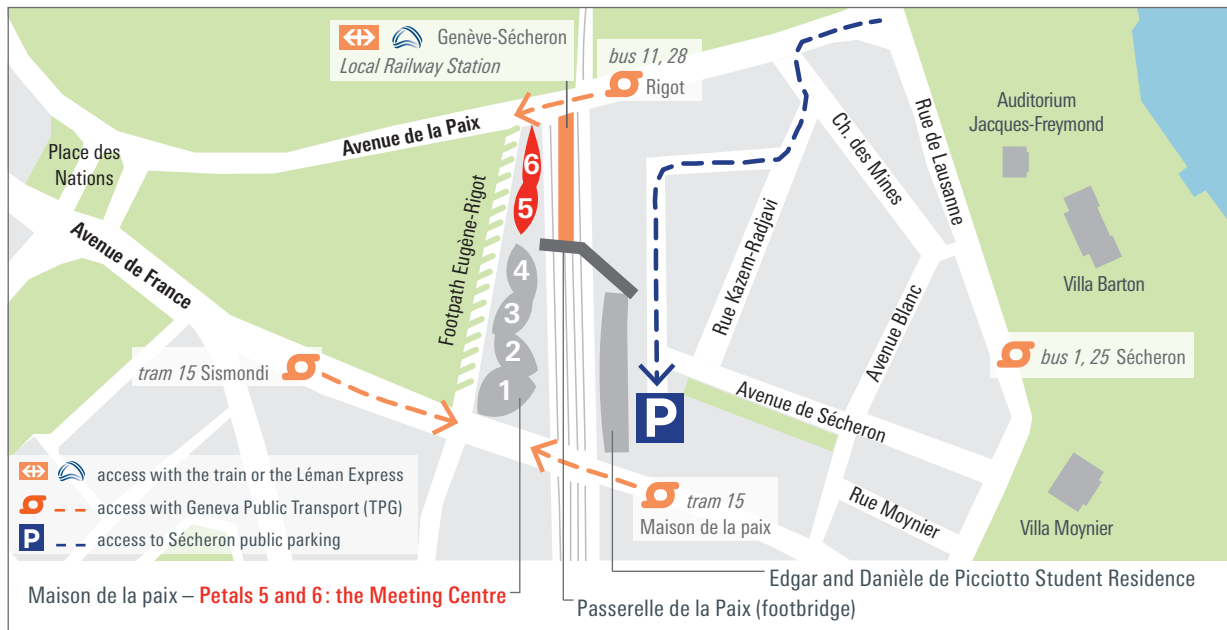 Genève-Sécheron
Local Railway Station
bus 11, 28
Rigot
Auditorium
Jacques-Freymond
Avenue de la Paix
Place des
Nations
Ch. des Mines
Rue de Lausanne
6
5
Footpath Eugène-Rigot
Avenue de France
4
3
2
1
Rue Kazem-Radjavi
Villa Barton
Avenue Blanc
bus 1, 25 Sécheron
tram 15 Sismondi
P
Avenue de Sécheron
access with the train or the Léman Express
access with Geneva Public Transport (TPG)
P access to Sécheron public parking
tram 15
Maison de la paix
Rue Moynier
Villa Moynier
Edgar and Danièle de Picciotto Student Residence
Maison de la paix – Petals 5 and 6: the Meeting Centre
Passerelle de la Paix (footbridge)